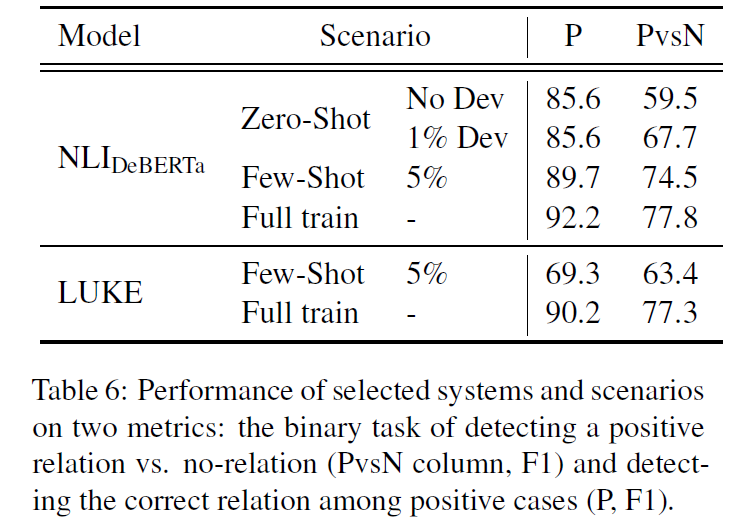 Model Scenario P PvsN
NLIDeBERTa Zero-Shot No Dev 85.6 59.5
1% Dev 85.6 67.7
Few-Shot 5% 89.7 74.5
Full train - 92.2 77.8
LUKE Few-Shot 5% 69.3 63.4
Full train - 90.2 77.3
Table 6: Performance of selected systems and scenarios
on two metrics: the binary task of detecting a positive
relation vs. no-relation (PvsN column, F1) and detect-
ing the correct relation among positive cases (P, F1).